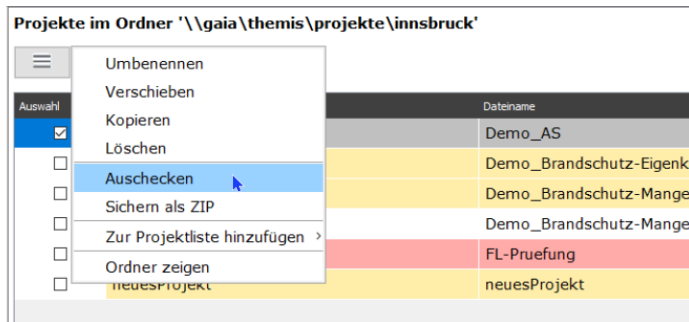 Projekte im Ordner '\\gaia\themis\projekte\innsbruck'
Umbenennen
Verschieben
Kopieren
Löschen
Auschecken
Sichern als ZIP
Zur Projektliste hinzufügen
Ordner zeigen
Auswahl
Dateiname
Demo_AS
Demo_Brandschutz-Eigenk
Demo_Brandschutz-Mange
Demo_Brandschutz-Mange
FL-Pruefung
neuesProjekt
neuesProjekt